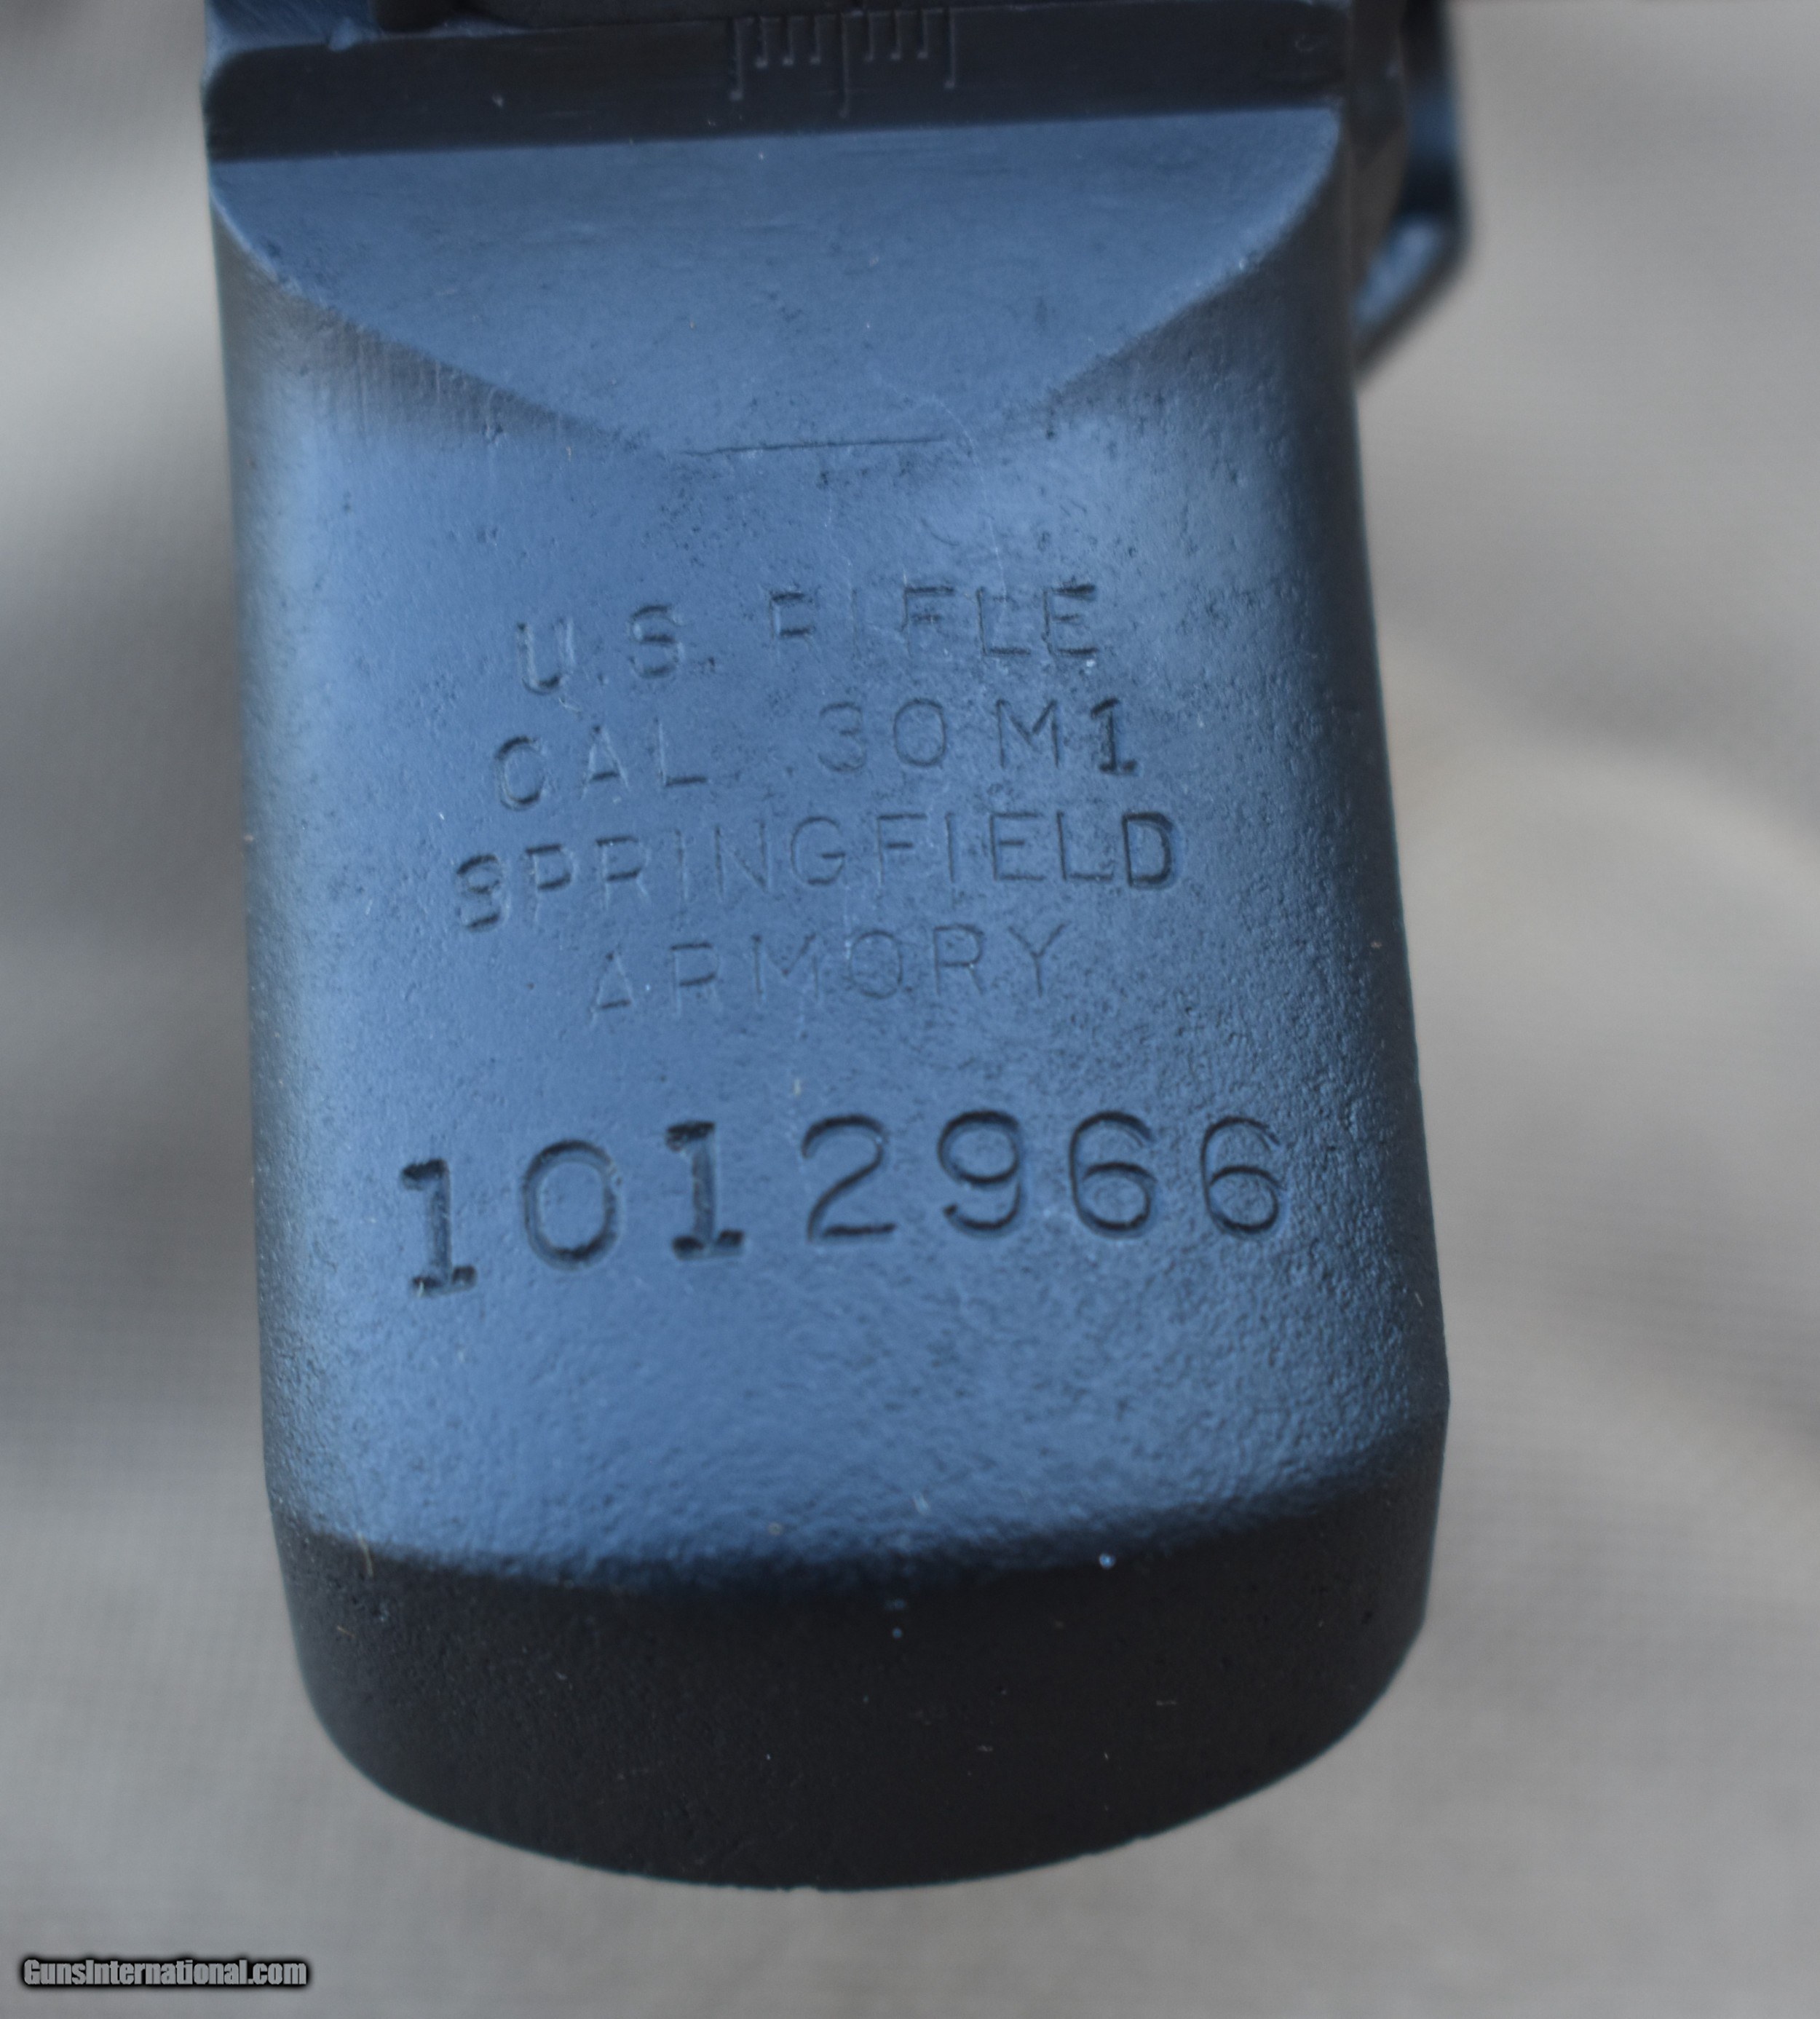 U.S. RIFLE
CAL. .30 M1
SPRINGFIELD
ARMORY
1012966
GunsInternational.com